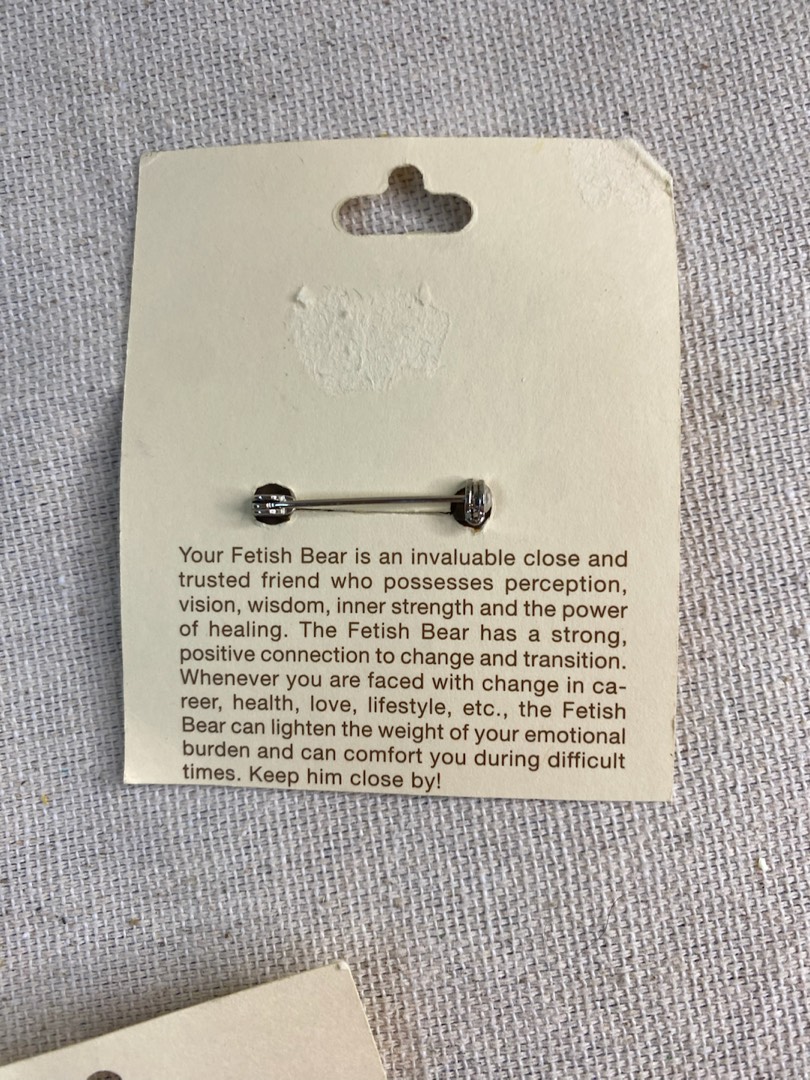 Your Fetish Bear is an invaluable close and
trusted friend who possesses perception,
vision, wisdom, inner strength and the power
of healing. The Fetish Bear has a strong,
positive connection to change and transition.
Whenever you are faced with change in ca-
reer, health, love, lifestyle, etc., the Fetish
Bear can lighten the weight of your emotional
burden and can comfort you during difficult
times. Keep him close by!